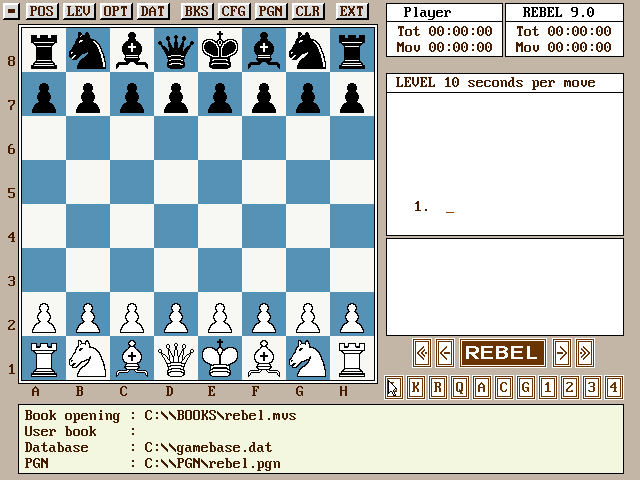 POS LEV OPT DAT BKS CFG PGN CLR EXT
Player
Tot 00:00:00
Mov 00:00:00
REBEL 9.0
Tot 00:00:00
Mov 00:00:00
LEVEL 10 seconds per move
1. _
8
7
6
5
4
3
2
1
A B C D E F G H
REBEL
K R Q A C G 1 2 3 4
Book opening : C:\\BOOKS\rebel.mvs
User book :
Database : C:\\gamebase.dat
PGN : C:\\PGN\rebel.pgn